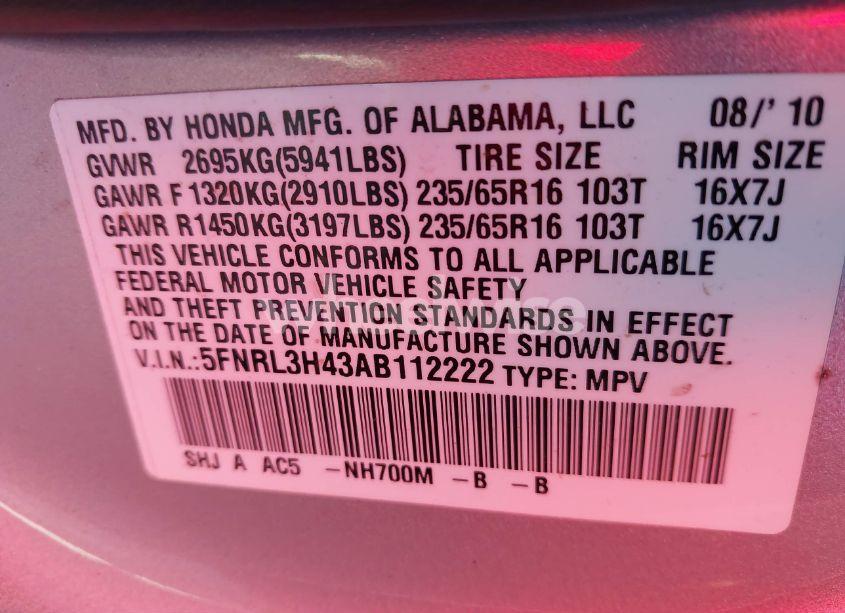 MFD. BY HONDA MFG. OF ALABAMA, LLC 08/' 10
GVWR 2695KG(5941LBS) TIRE SIZE RIM SIZE
GAWR F 1320KG(2910LBS) 235/65R16 103T 16X7J
GAWR R1450KG(3197LBS) 235/65R16 103T 16X7J
THIS VEHICLE CONFORMS TO ALL APPLICABLE
FEDERAL MOTOR VEHICLE SAFETY
AND THEFT PREVENTION STANDARDS IN EFFECT
ON THE DATE OF MANUFACTURE SHOWN ABOVE.
V.I.N.:5FNRL3H43AB112222 TYPE: MPV
SHJ A AC5 -NH700M -B -B